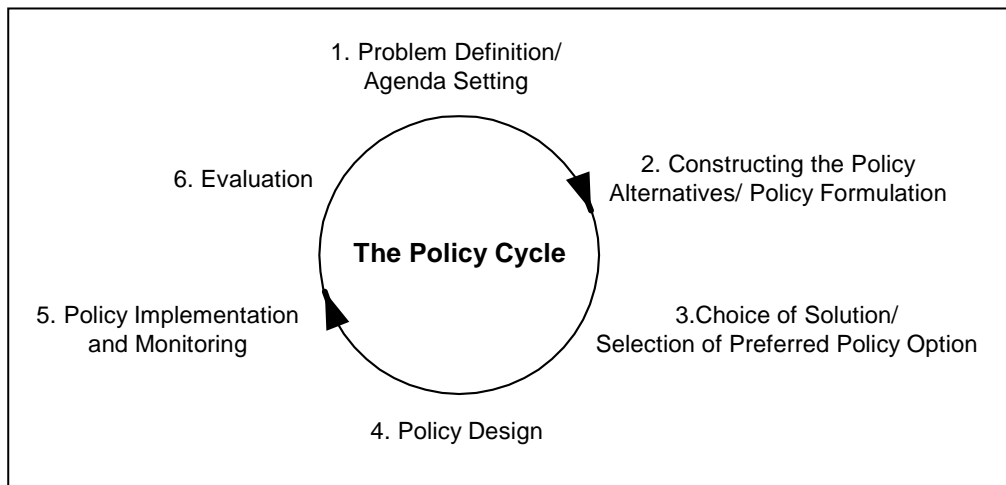 1. Problem Definition/
Agenda Setting
2. Constructing the Policy
Alternatives/ Policy Formulation
3.Choice of Solution/
Selection of Preferred Policy Option
4. Policy Design
5. Policy Implementation
and Monitoring
6. Evaluation
The Policy Cycle